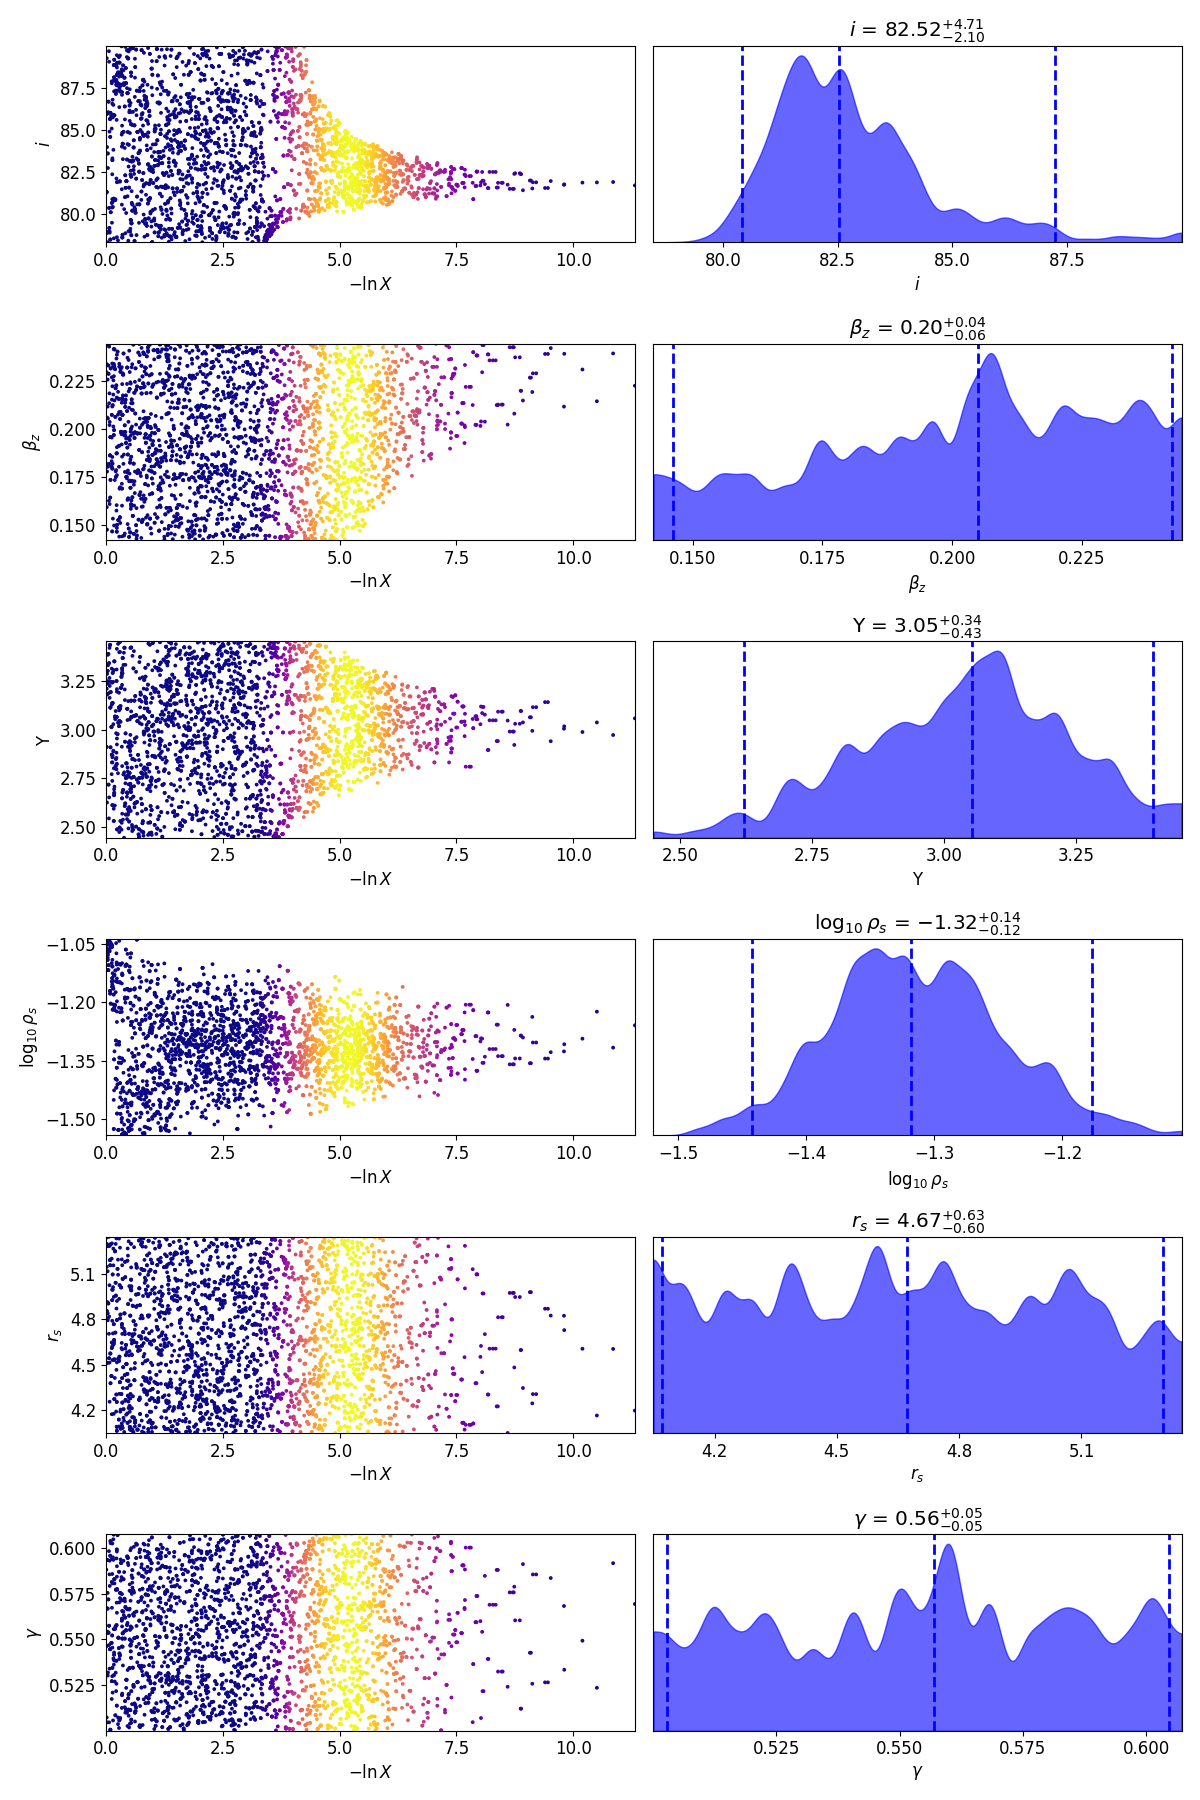 i = 82.52$^{+4.71}_{-2.10}$
87.5
85.0
82.5
80.0
i
0.0 2.5 5.0 7.5 10.0
80.0 82.5 85.0 87.5
−ln X
i
β_z = 0.20$^{+0.04}_{-0.06}$
0.225
0.200
0.175
0.150
β_z
0.0 2.5 5.0 7.5 10.0
0.150 0.175 0.200 0.225
−ln X
β_z
Y = 3.05$^{+0.34}_{-0.43}$
3.25
3.00
2.75
2.50
Y
0.0 2.5 5.0 7.5 10.0
2.50 2.75 3.00 3.25
−ln X
Y
log₁₀ ρ_s = −1.32$^{+0.14}_{-0.12}$
−1.05
−1.20
−1.35
−1.50
log₁₀ ρ_s
0.0 2.5 5.0 7.5 10.0
−1.5 −1.4 −1.3 −1.2
−ln X
log₁₀ ρ_s
r_s = 4.67$^{+0.63}_{-0.60}$
5.1
4.8
4.5
4.2
r_s
0.0 2.5 5.0 7.5 10.0
4.2 4.5 4.8 5.1
−ln X
r_s
γ = 0.56$^{+0.05}_{-0.05}$
0.600
0.575
0.550
0.525
γ
0.0 2.5 5.0 7.5 10.0
0.525 0.550 0.575 0.600
−ln X
γ